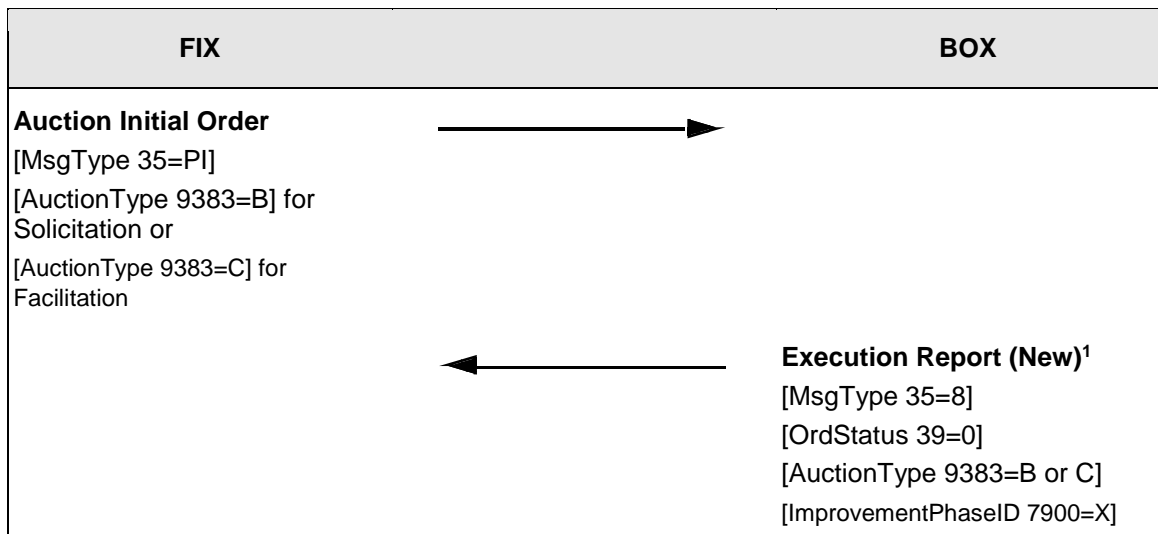 FIX
BOX
Auction Initial Order
[MsgType 35=PI]
[AuctionType 9383=B] for
Solicitation or
[AuctionType 9383=C] for
Facilitation
Execution Report (New)¹
[MsgType 35=8]
[OrdStatus 39=0]
[AuctionType 9383=B or C]
[ImprovementPhaseID 7900=X]